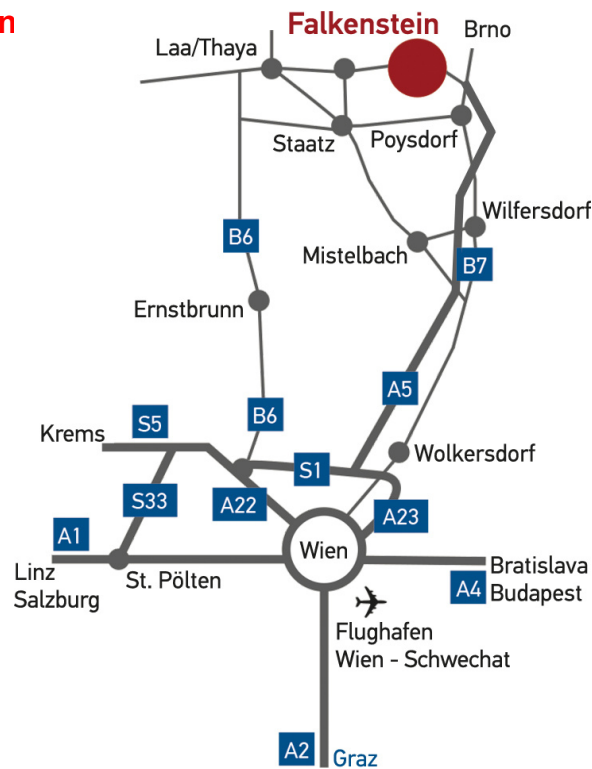 n
Falkenstein
Brno
Laa/Thaya
Staatz
Poysdorf
Wilfersdorf
B6
Mistelbach
B7
Ernstbrunn
A5
B6
S5
Krems
Wolkersdorf
S1
S33
A22
A23
A1
Wien
Linz
Salzburg
St. Pölten
Bratislava
A4
Budapest
Flughafen
Wien - Schwechat
A2
Graz